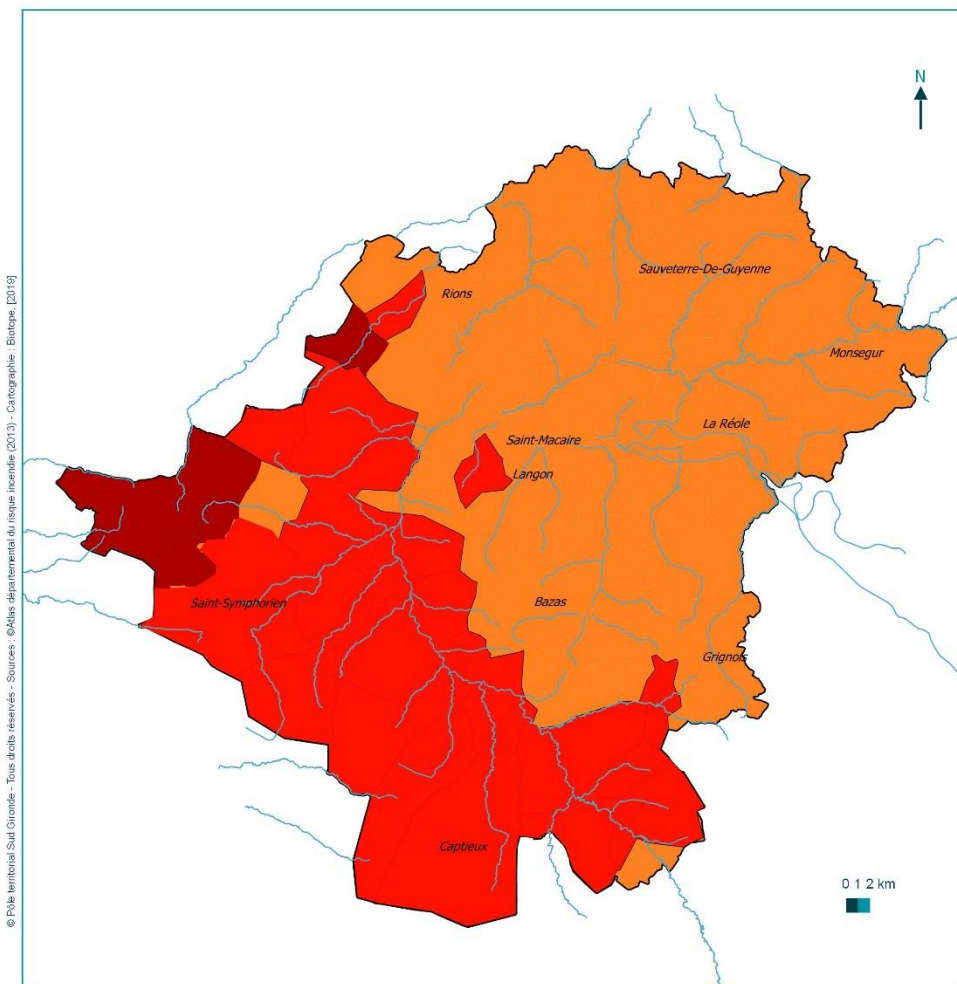 N
Sauveterre-De-Guyenne
Rions
Monsegur
La Réole
Saint-Macaire
Langon
Saint-Symphorien
Bazas
Grignols
Captieux
0 1 2 km
© Pôle territorial Sud Gironde - Tous droits réservés - Sources : ©Atlas départemental du risque incendie (2013) - Cartographie : Biotope, [2019]